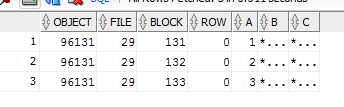 OBJECT FILE BLOCK ROW A B C
1 96131 29 131 0 1 *... *...
2 96131 29 132 0 2 *... *...
3 96131 29 133 0 3 *... *...